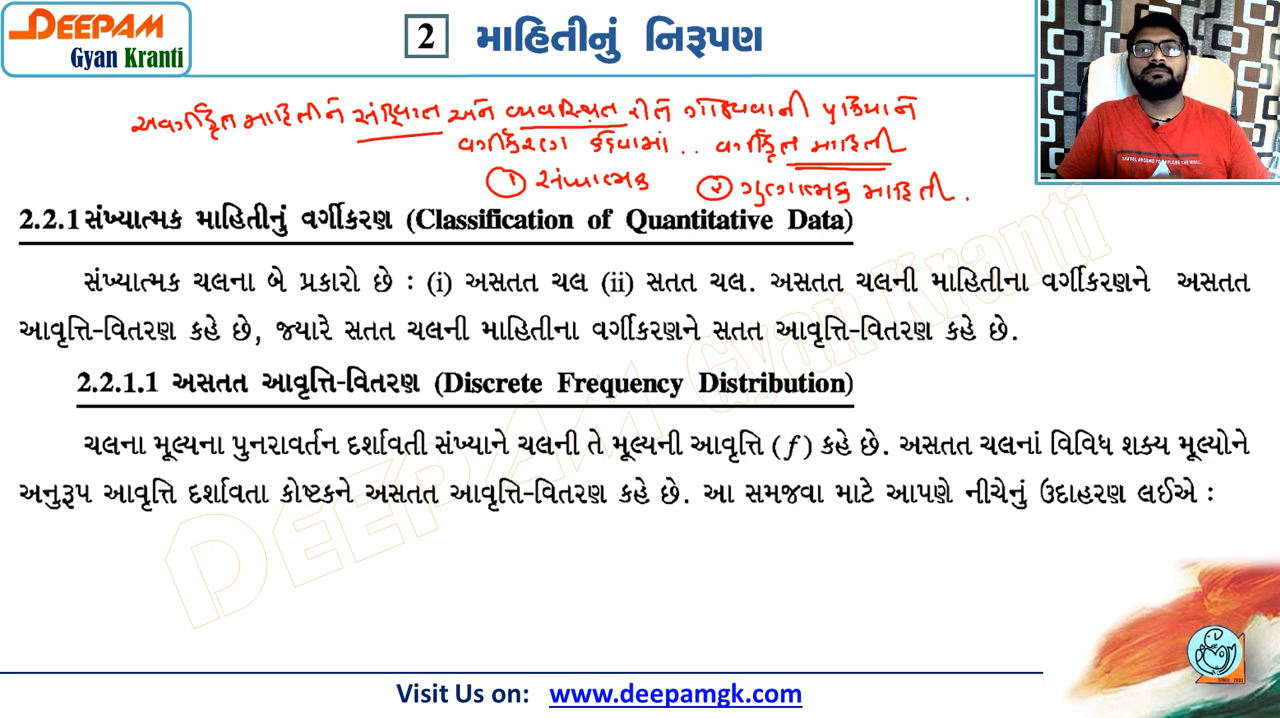 DEEPAM
Gyan Kranti
2 માહિતીનું નિરૂપણ
અવર્ગીકૃત માહિતીને સંક્ષિપ્ત અને વ્યવસ્થિત રીતે ગોઠવવાની પ્રક્રિયાને
વર્ગીકરણ કહેવામાં .. વર્ગીકૃત માહિતી
① સંખ્યાત્મક ② ગુણાત્મક માહિતી.
2.2.1 સંખ્યાત્મક માહિતીનું વર્ગીકરણ (Classification of Quantitative Data)
સંખ્યાત્મક ચલના બે પ્રકારો છે : (i) અસતત ચલ (ii) સતત ચલ. અસતત ચલની માહિતીના વર્ગીકરણને અસતત
આવૃત્તિ-વિતરણ કહે છે, જ્યારે સતત ચલની માહિતીના વર્ગીકરણને સતત આવૃત્તિ-વિતરણ કહે છે.
2.2.1.1 અસતત આવૃત્તિ-વિતરણ (Discrete Frequency Distribution)
ચલના મૂલ્યના પુનરાવર્તન દર્શાવતી સંખ્યાને ચલની તે મૂલ્યની આવૃત્તિ (f) કહે છે. અસતત ચલનાં વિવિધ શક્ય મૂલ્યોને
અનુરૂપ આવૃત્તિ દર્શાવતા કોષ્ટકને અસતત આવૃત્તિ-વિતરણ કહે છે. આ સમજવા માટે આપણે નીચેનું ઉદાહરણ લઈએ :
DEEPAM Gyan Kranti
Visit Us on: www.deepamgk.com